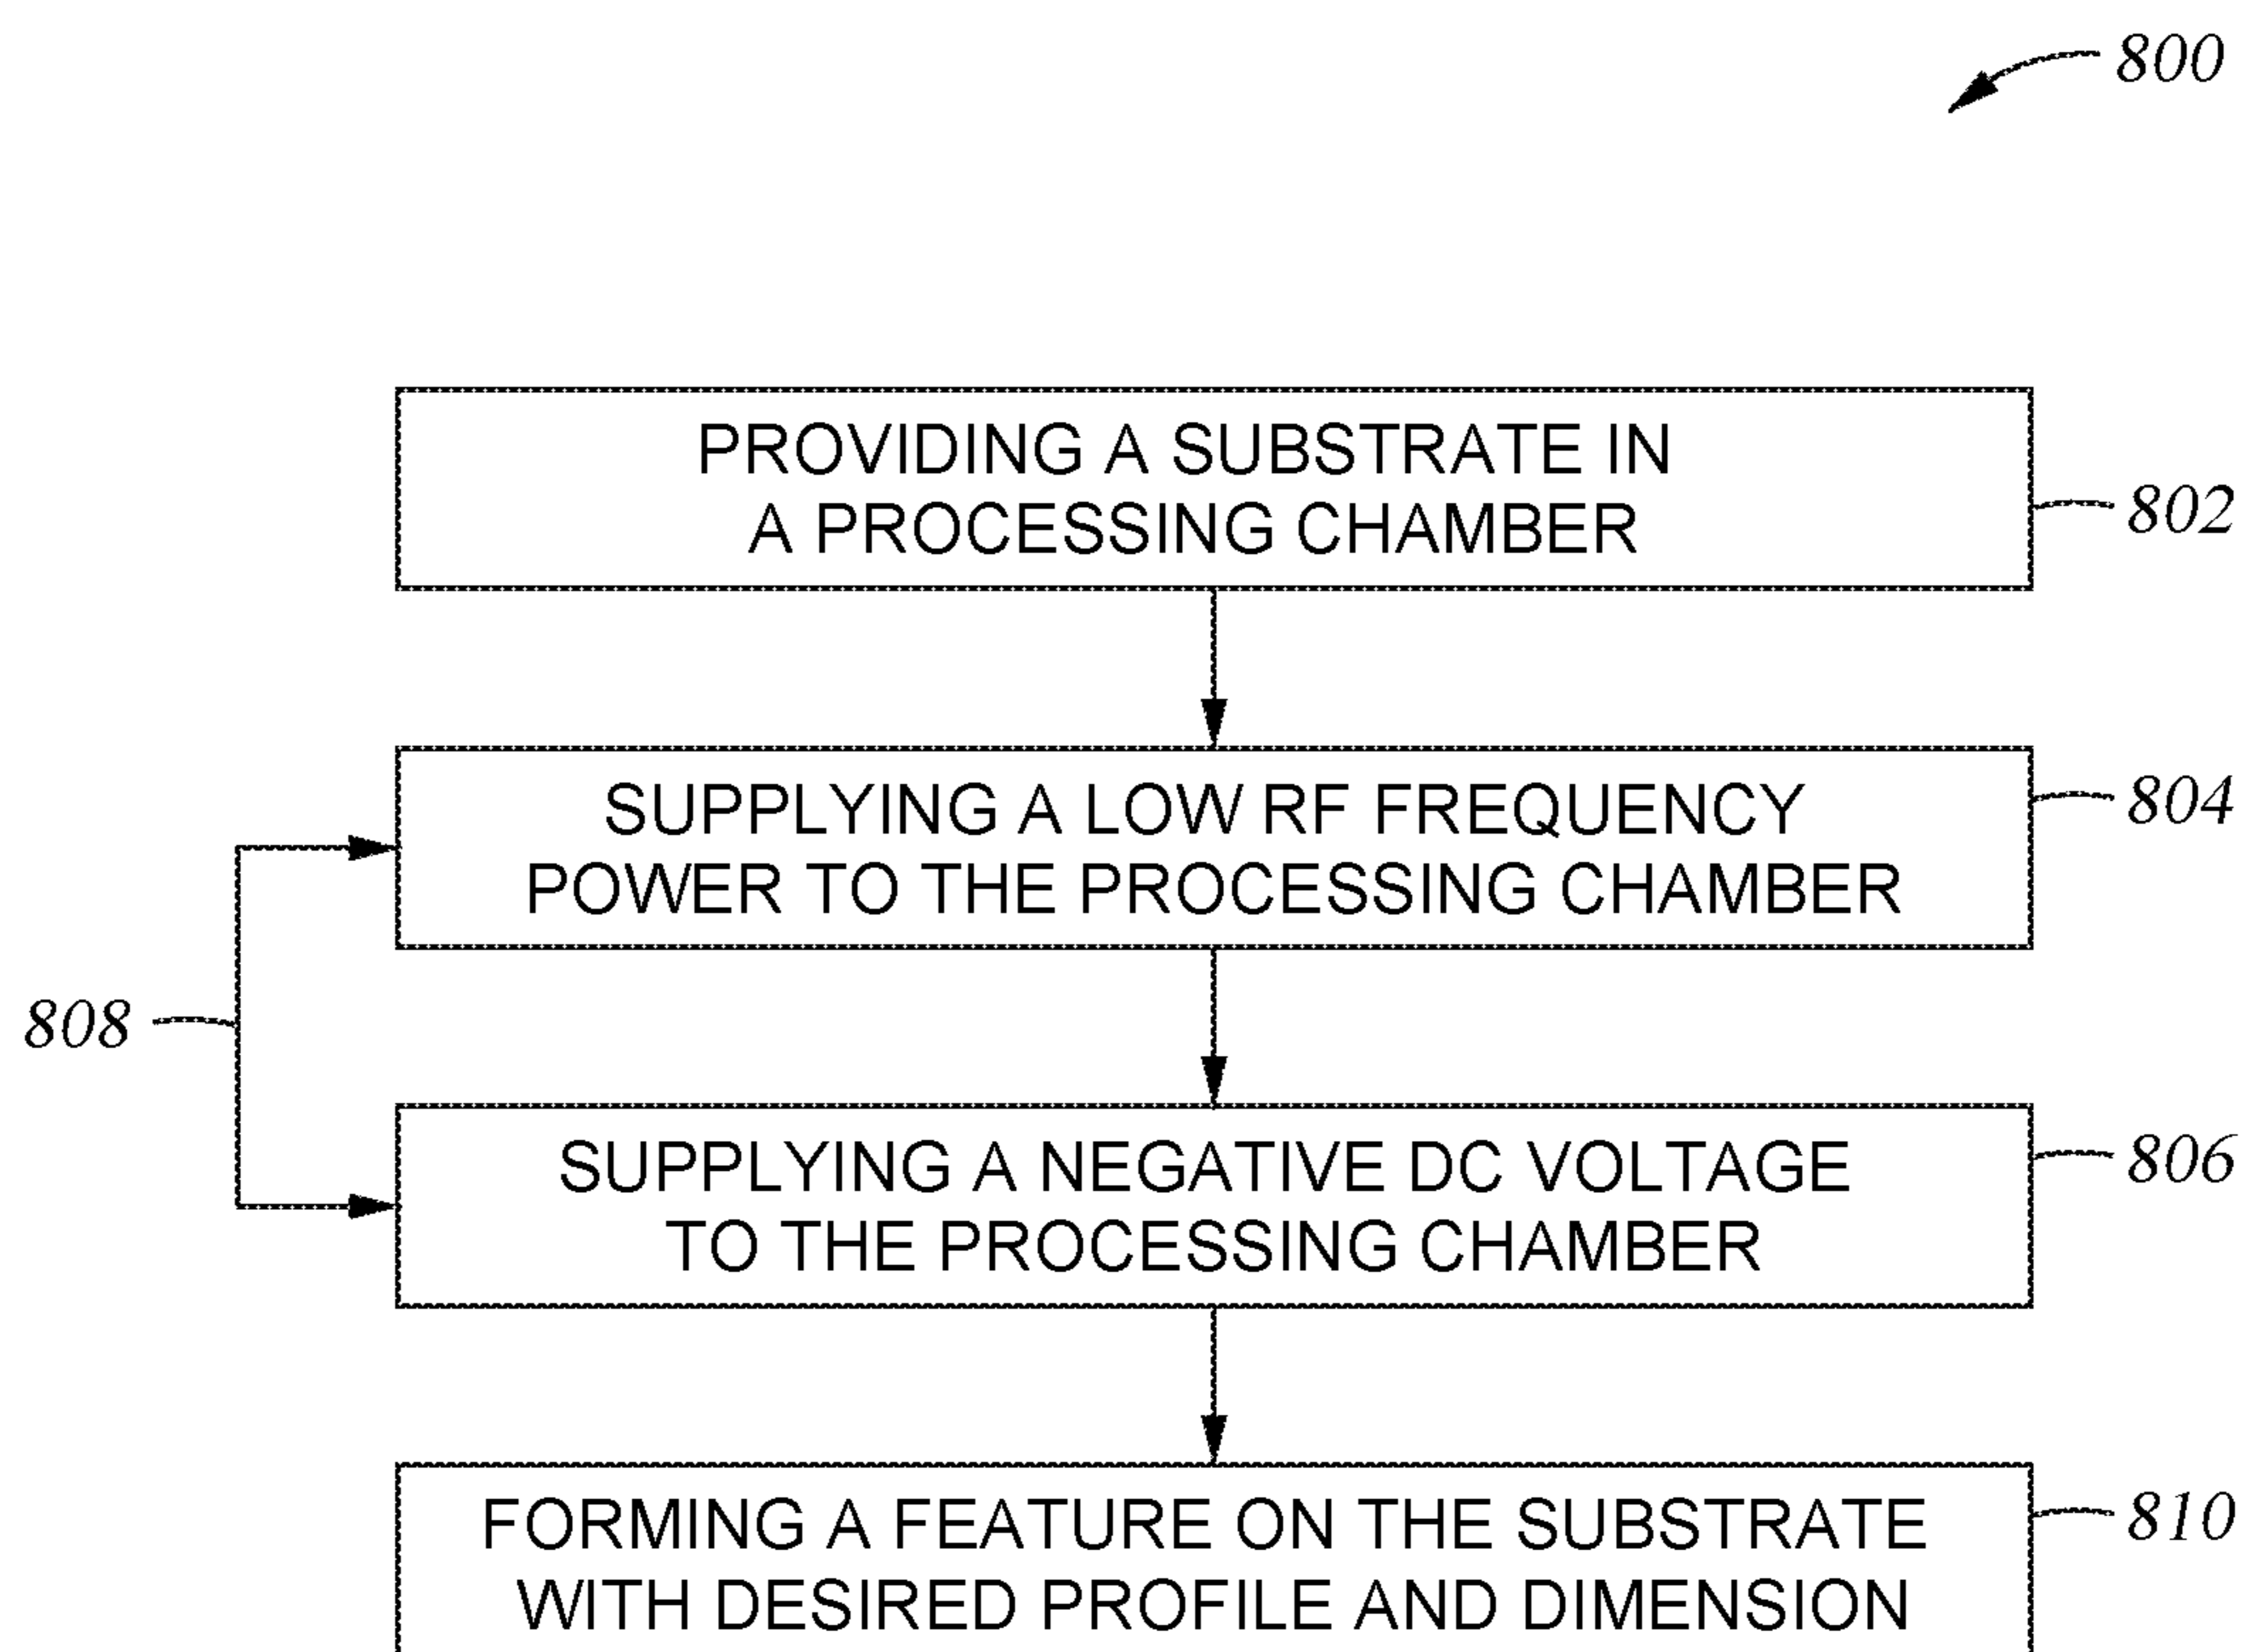 800
PROVIDING A SUBSTRATE IN
A PROCESSING CHAMBER
802
SUPPLYING A LOW RF FREQUENCY
POWER TO THE PROCESSING CHAMBER
804
808
SUPPLYING A NEGATIVE DC VOLTAGE
TO THE PROCESSING CHAMBER
806
FORMING A FEATURE ON THE SUBSTRATE
WITH DESIRED PROFILE AND DIMENSION
810